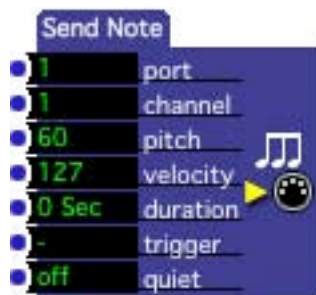 Send Note
1 port
1 channel
60 pitch
127 velocity
0 Sec duration
- trigger
off quiet